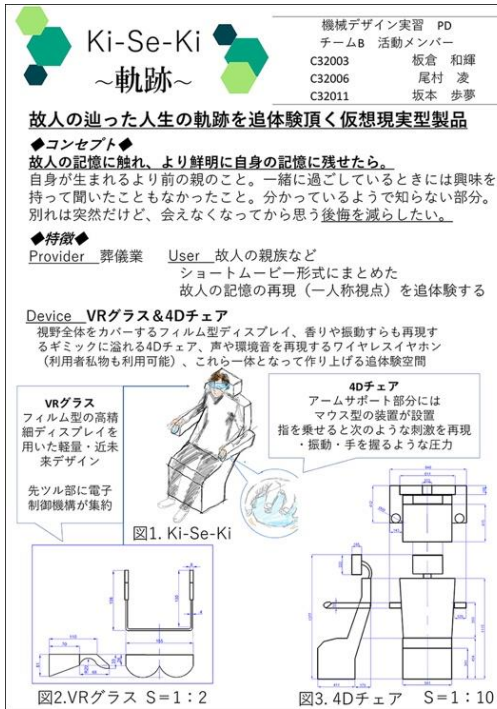 Ki-Se-Ki
～軌跡～
機械デザイン実習 PD
チームB 活動メンバー
C32003 板倉 和輝
C32006 尾村 凌
C32011 坂本 歩夢
故人の辿った人生の軌跡を追体験頂く仮想現実型製品
◆コンセプト◆
故人の記憶に触れ、より鮮明に自身の記憶に残せたら。
自身が生まれるより前の親のこと。一緒に過ごしているときには興味を
持って聞いたこともなかったこと。分かっているようで知らない部分。
別れは突然だけど、会えなくなってから思う後悔を減らしたい。
◆特徴◆
Provider 葬儀業 User 故人の親族など
ショートムービー形式にまとめた
故人の記憶の再現（一人称視点）を追体験する
Device VRグラス＆4Dチェア
視野全体をカバーするフィルム型ディスプレイ、香りや振動すらも再現す
るギミックに溢れる4Dチェア、声や環境音を再現するワイヤレスイヤホン
（利用者私物も利用可能）、これら一体となって作り上げる追体験空間
VRグラス
フィルム型の高精
細ディスプレイを
用いた軽量・近未
来デザイン
先ツル部に電子
制御機構が集約
4Dチェア
アームサポート部分には
マウス型の装置が設置
指を乗せると次のような刺激を再現
・振動・手を握るような圧力
図1. Ki-Se-Ki
図2.VRグラス S＝1：2
図3. 4Dチェア S＝1：10